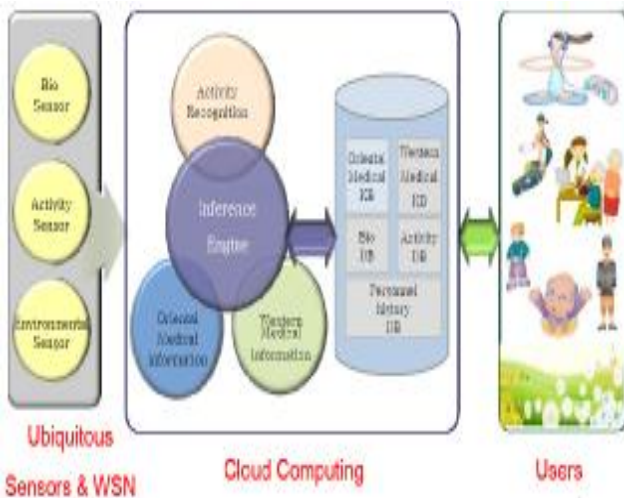 Bio
Sensor
Activity
Sensor
Environmental
Sensor
Ubiquitous
Sensors & WSN
Activity
Recognition
Inference
Engine
Oriental
Medical
Information
Western
Medical
Information
Oriental
Medical
KB
Western
Medical
KB
Bio
DB
Activity
DB
Personnel
history
DB
Cloud Computing
Users